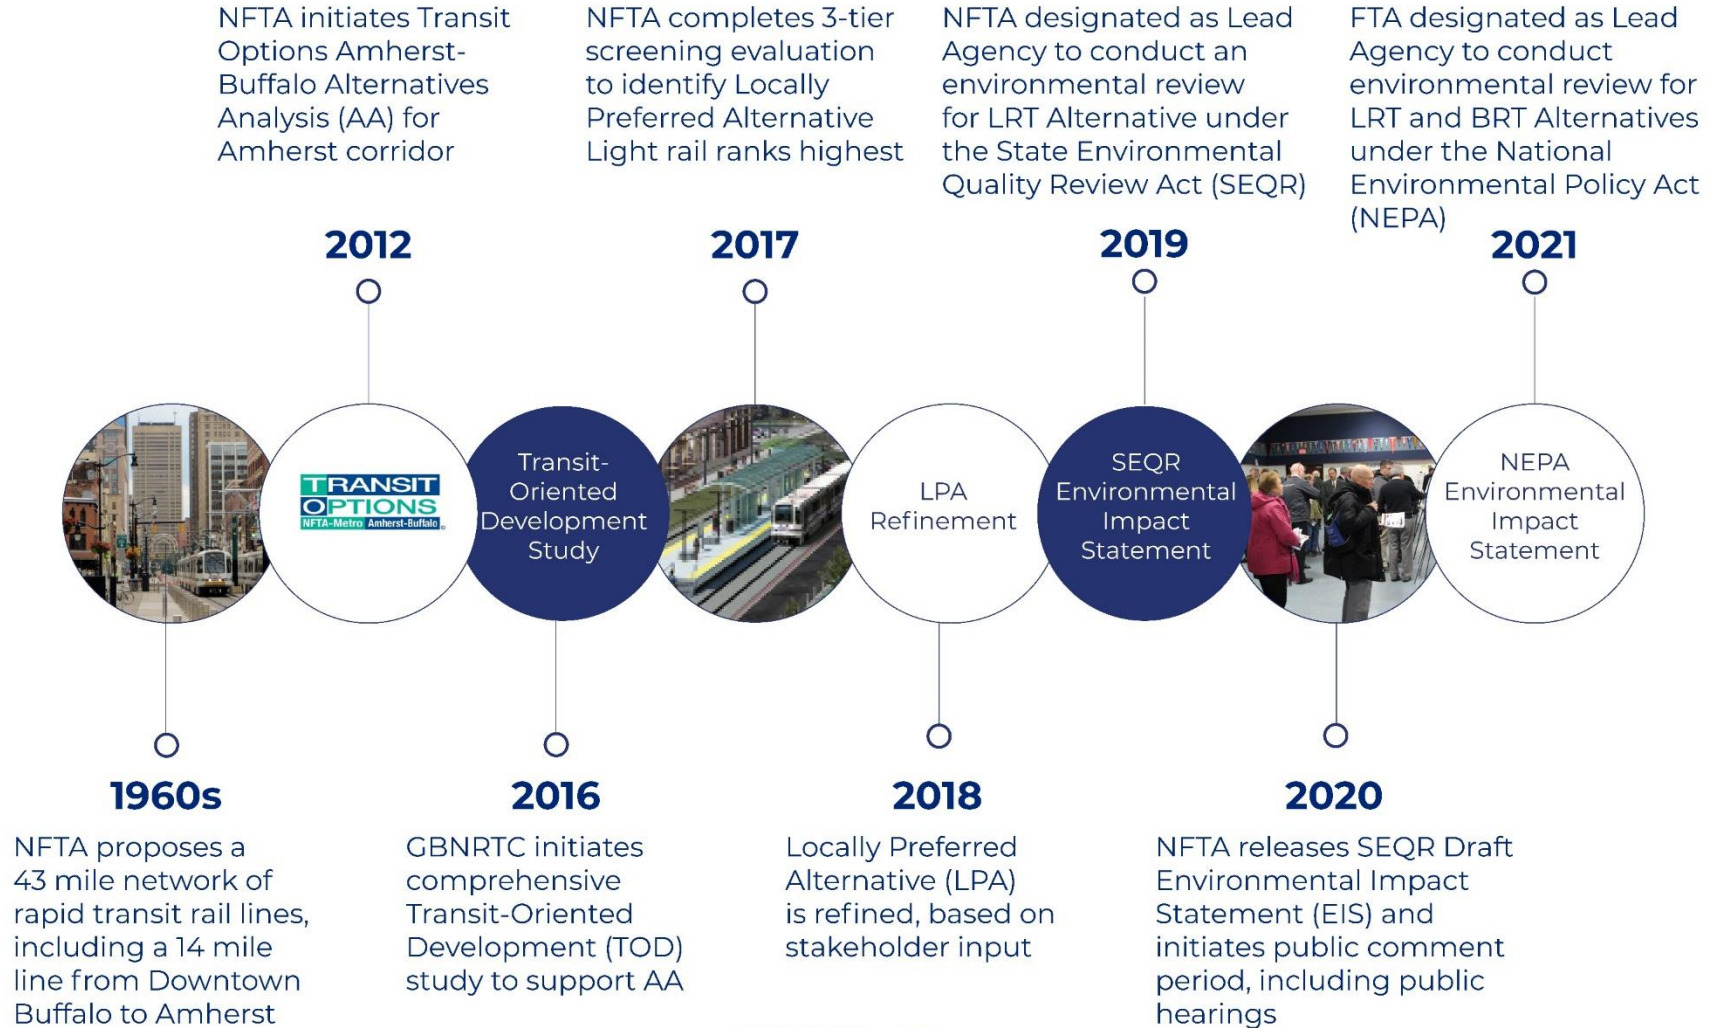 NFTA initiates Transit
Options Amherst-
Buffalo Alternatives
Analysis (AA) for
Amherst corridor
2012
NFTA completes 3-tier
screening evaluation
to identify Locally
Preferred Alternative
Light rail ranks highest
2017
NFTA designated as Lead
Agency to conduct an
environmental review
for LRT Alternative under
the State Environmental
Quality Review Act (SEQR)
2019
FTA designated as Lead
Agency to conduct
environmental review for
LRT and BRT Alternatives
under the National
Environmental Policy Act
(NEPA)
2021
TRANSIT
OPTIONS
NFTA-Metro Amherst-Buffalo
Transit-
Oriented
Development
Study
LPA
Refinement
SEQR
Environmental
Impact
Statement
NEPA
Environmental
Impact
Statement
1960s
NFTA proposes a
43 mile network of
rapid transit rail lines,
including a 14 mile
line from Downtown
Buffalo to Amherst
2016
GBNRTC initiates
comprehensive
Transit-Oriented
Development (TOD)
study to support AA
2018
Locally Preferred
Alternative (LPA)
is refined, based on
stakeholder input
2020
NFTA releases SEQR Draft
Environmental Impact
Statement (EIS) and
initiates public comment
period, including public
hearings